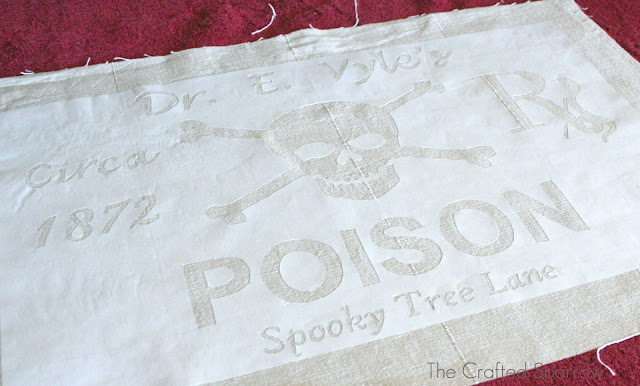 Dr. E. Vyle's
Rx
Circa
1872
POISON
Spooky Tree Lane
The Crafted Sparrow